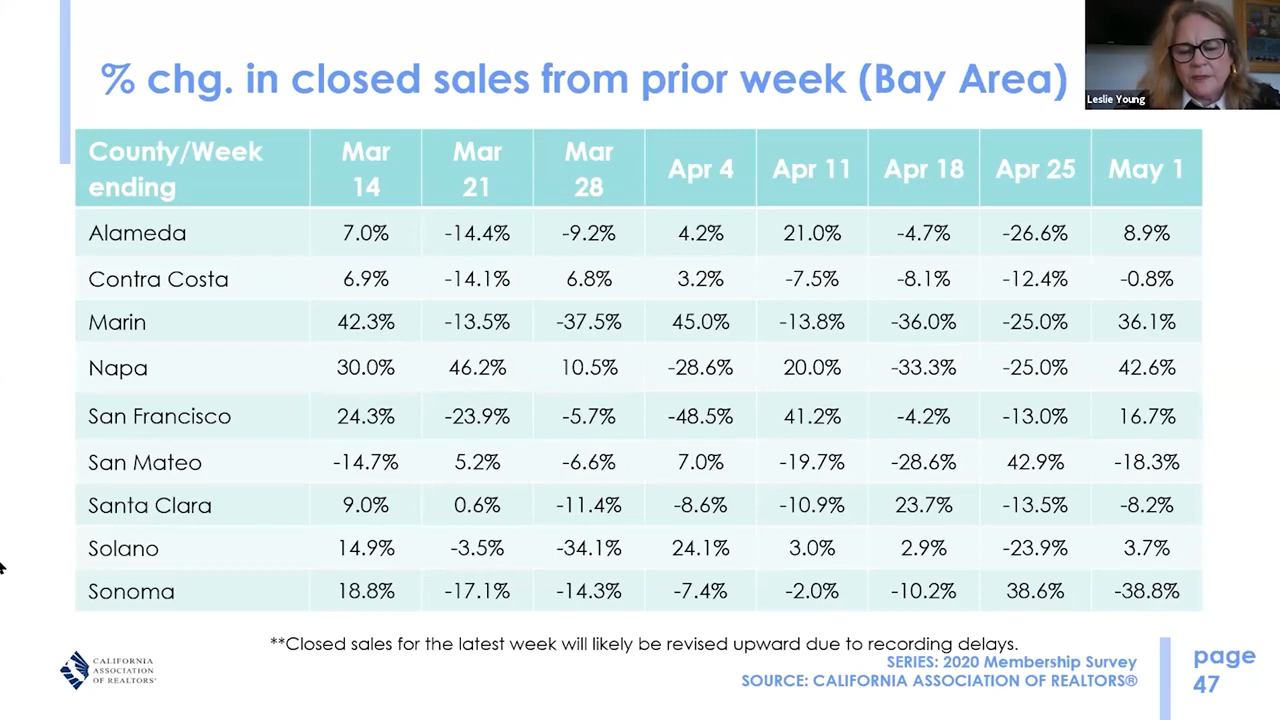 % chg. in closed sales from prior week (Bay Area)
Leslie Young
County/Week ending Mar 14 Mar 21 Mar 28 Apr 4 Apr 11 Apr 18 Apr 25 May 1
Alameda 7.0% -14.4% -9.2% 4.2% 21.0% -4.7% -26.6% 8.9%
Contra Costa 6.9% -14.1% 6.8% 3.2% -7.5% -8.1% -12.4% -0.8%
Marin 42.3% -13.5% -37.5% 45.0% -13.8% -36.0% -25.0% 36.1%
Napa 30.0% 46.2% 10.5% -28.6% 20.0% -33.3% -25.0% 42.6%
San Francisco 24.3% -23.9% -5.7% -48.5% 41.2% -4.2% -13.0% 16.7%
San Mateo -14.7% 5.2% -6.6% 7.0% -19.7% -28.6% 42.9% -18.3%
Santa Clara 9.0% 0.6% -11.4% -8.6% -10.9% 23.7% -13.5% -8.2%
Solano 14.9% -3.5% -34.1% 24.1% 3.0% 2.9% -23.9% 3.7%
Sonoma 18.8% -17.1% -14.3% -7.4% -2.0% -10.2% 38.6% -38.8%
**Closed sales for the latest week will likely be revised upward due to recording delays.
CALIFORNIA
ASSOCIATION
OF REALTORS®
SERIES: 2020 Membership Survey
SOURCE: CALIFORNIA ASSOCIATION OF REALTORS®
page
47